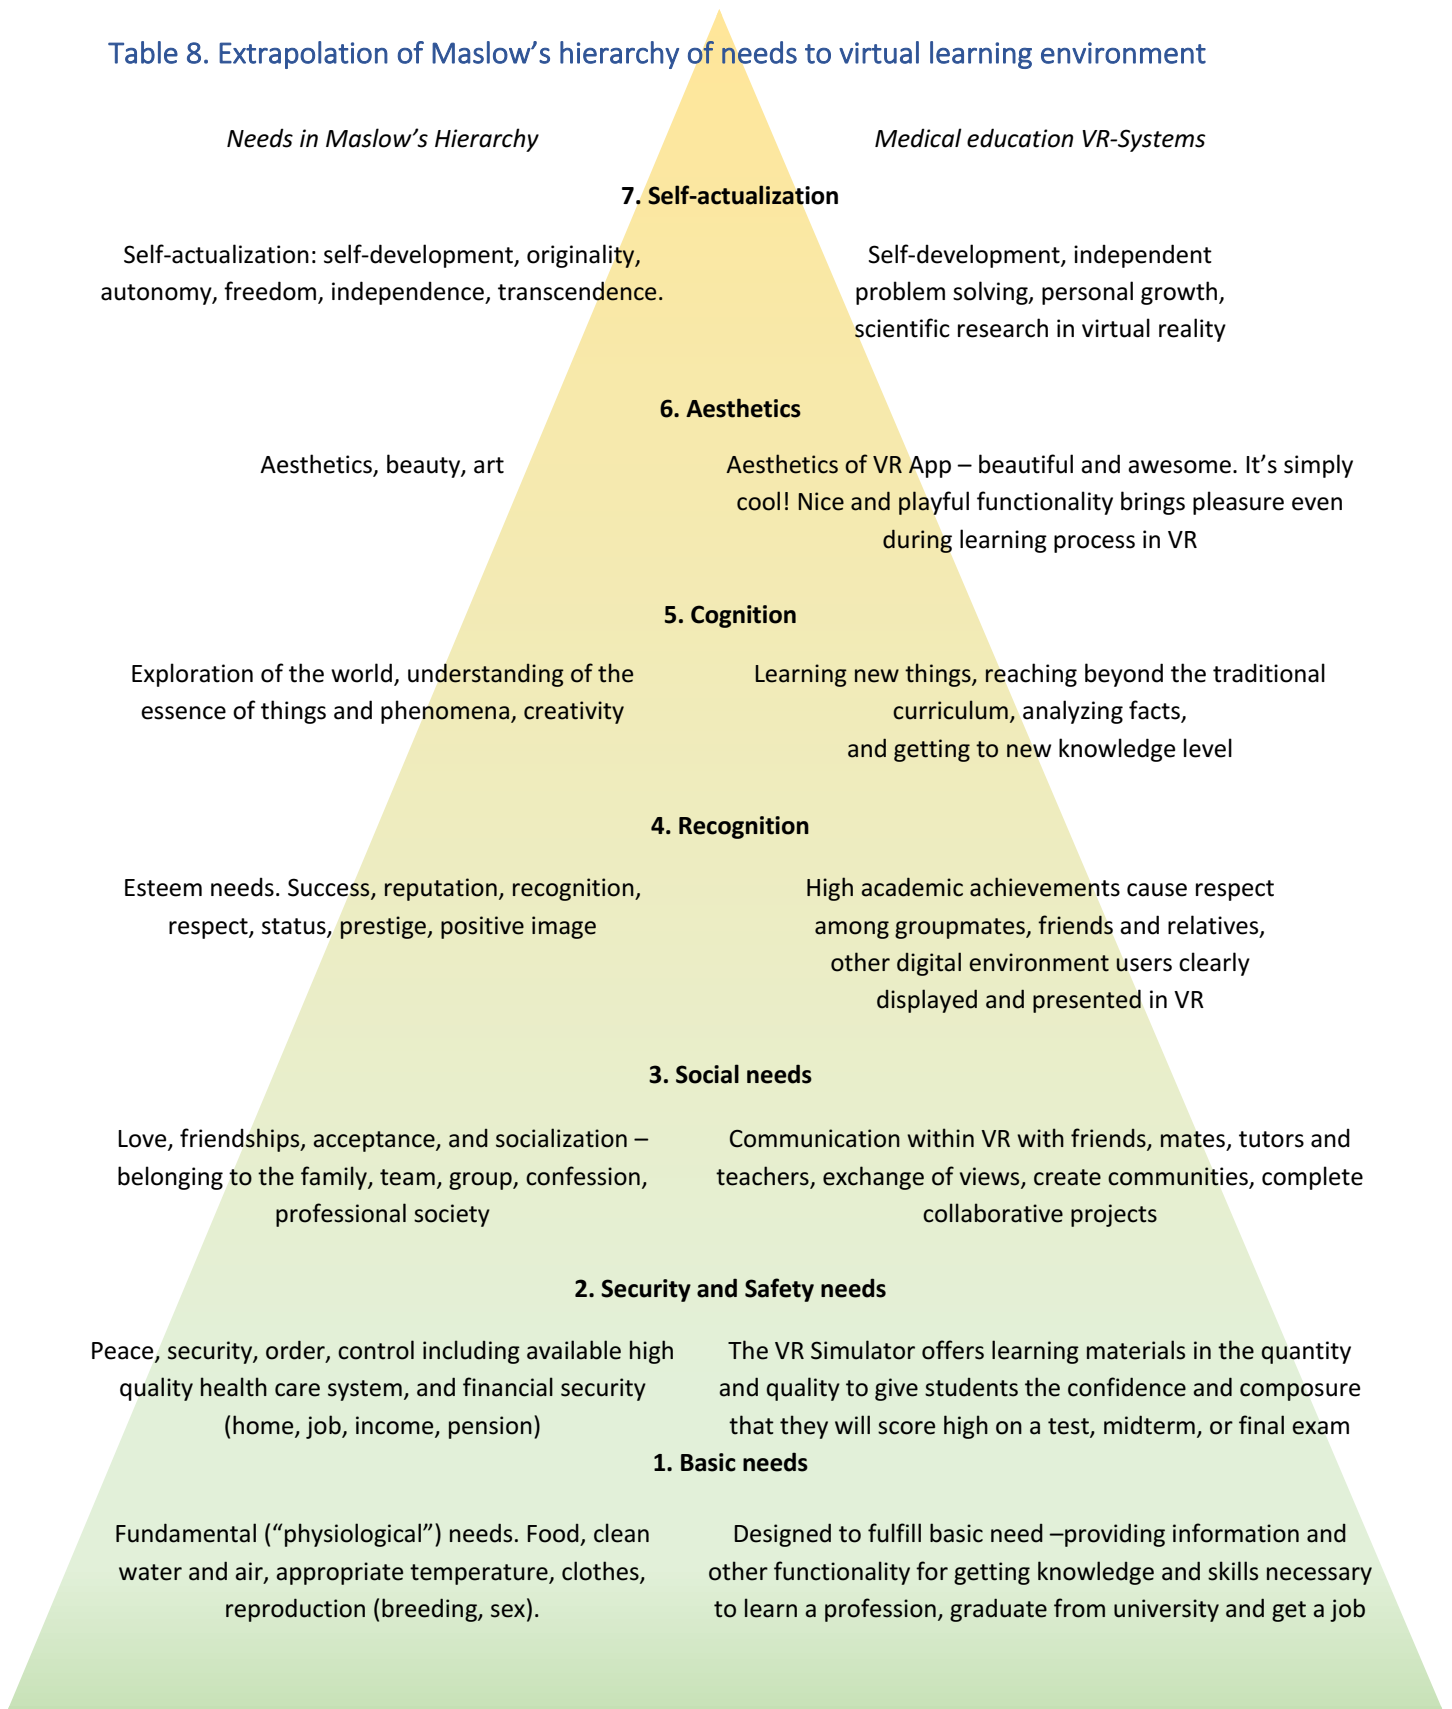 Table 8. Extrapolation of Maslow’s hierarchy of needs to virtual learning environment
Needs in Maslow’s Hierarchy
Medical education VR-Systems
7. Self-actualization
Self-actualization: self-development, originality,
autonomy, freedom, independence, transcendence.
Self-development, independent
problem solving, personal growth,
scientific research in virtual reality
6. Aesthetics
Aesthetics, beauty, art
Aesthetics of VR App – beautiful and awesome. It’s simply
cool! Nice and playful functionality brings pleasure even
during learning process in VR
5. Cognition
Exploration of the world, understanding of the
essence of things and phenomena, creativity
Learning new things, reaching beyond the traditional
curriculum, analyzing facts,
and getting to new knowledge level
4. Recognition
Esteem needs. Success, reputation, recognition,
respect, status, prestige, positive image
High academic achievements cause respect
among groupmates, friends and relatives,
other digital environment users clearly
displayed and presented in VR
3. Social needs
Love, friendships, acceptance, and socialization –
belonging to the family, team, group, confession,
professional society
Communication within VR with friends, mates, tutors and
teachers, exchange of views, create communities, complete
collaborative projects
2. Security and Safety needs
Peace, security, order, control including available high
quality health care system, and financial security
(home, job, income, pension)
The VR Simulator offers learning materials in the quantity
and quality to give students the confidence and composure
that they will score high on a test, midterm, or final exam
1. Basic needs
Fundamental (“physiological”) needs. Food, clean
water and air, appropriate temperature, clothes,
reproduction (breeding, sex).
Designed to fulfill basic need –providing information and
other functionality for getting knowledge and skills necessary
to learn a profession, graduate from university and get a job